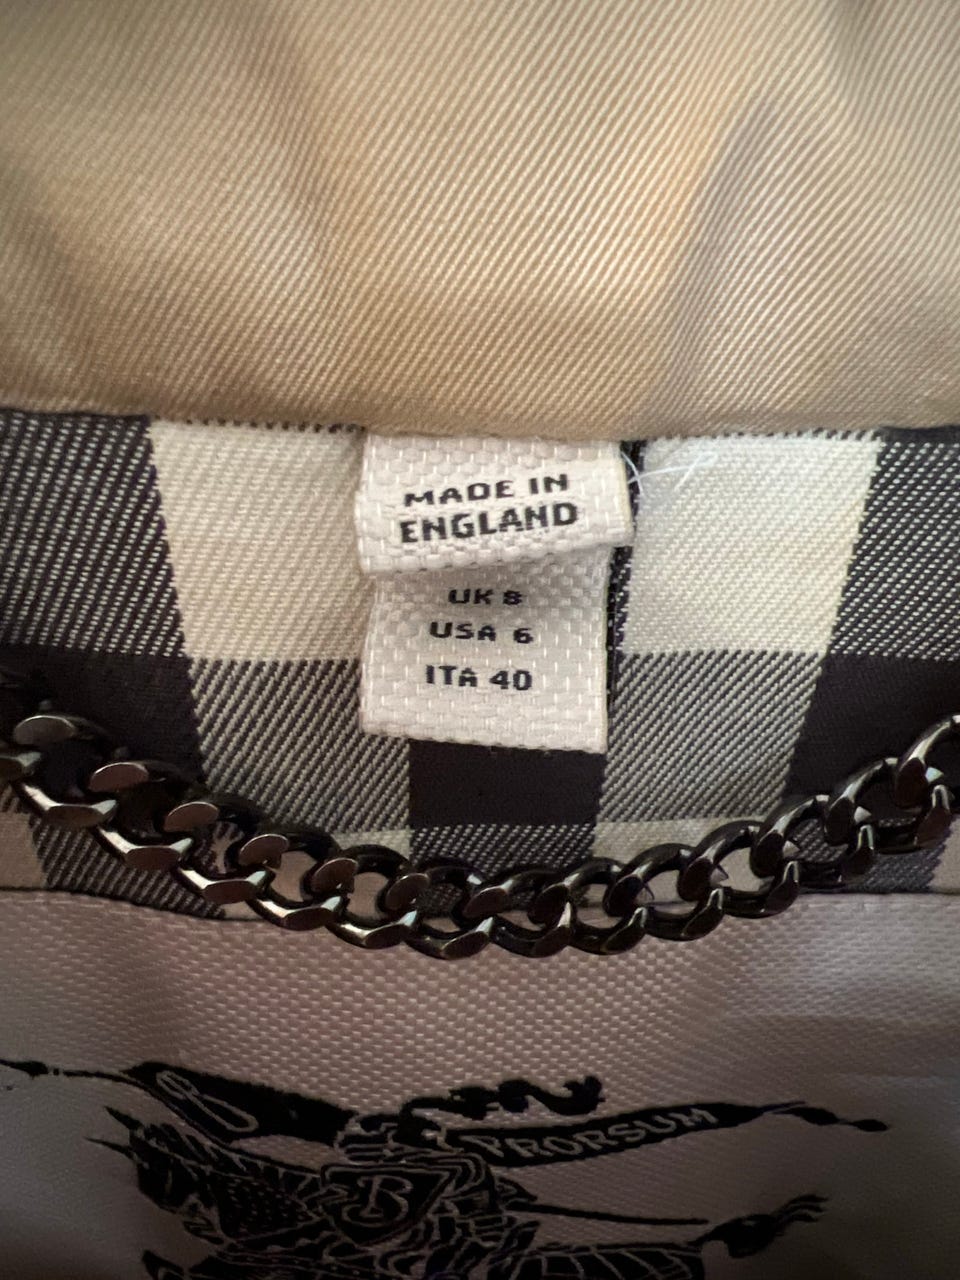 MADE IN
ENGLAND
UK 8
USA 6
ITA 40
PRORSUM
B